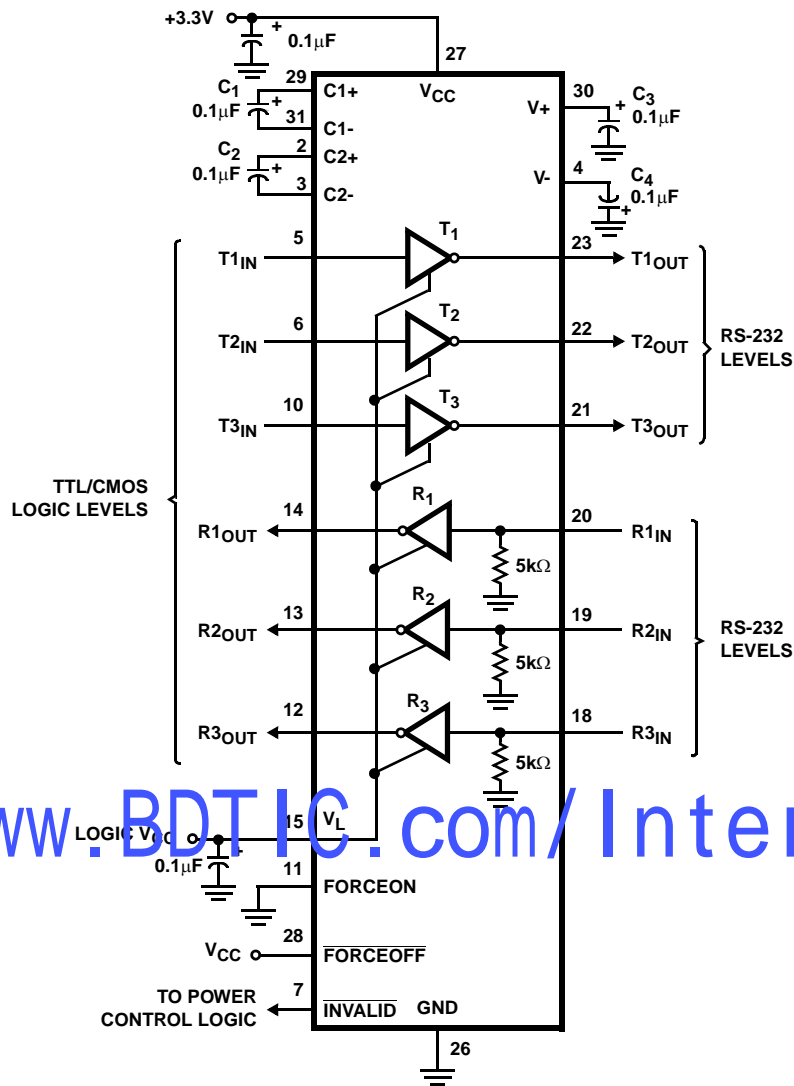 +3.3V
0.1µF
27
29
C1
0.1µF
C1+
VCC
30
C3
0.1µF
V+
31
C1-
2
C2
0.1µF
C2+
3
C2-
4
C4
0.1µF
V-
T1IN
5
T1
23
T1OUT
T2IN
6
T2
22
T2OUT
RS-232
LEVELS
T3IN
10
T3
21
T3OUT
TTL/CMOS
LOGIC LEVELS
R1OUT
14
R1
20
R1IN
5kΩ
R2OUT
13
R2
19
R2IN
RS-232
LEVELS
5kΩ
R3OUT
12
R3
18
R3IN
5kΩ
ww.BDTIC.com/Inter
LOGIC VCC
15
VL
0.1µF
11
FORCEON
VCC
28
FORCEOFF
TO POWER
CONTROL LOGIC
7
INVALID
GND
26